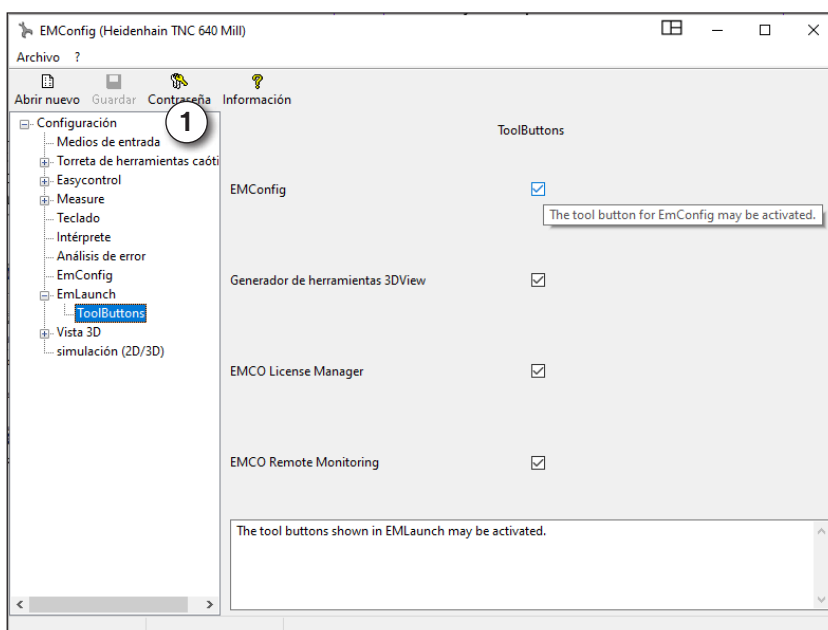 EMConfig (Heidenhain TNC 640 Mill)
Archivo ?
Abrir nuevo Guardar Contraseña Información
1
Configuración
Medios de entrada
Torreta de herramientas caóti
Easycontrol
Measure
Teclado
Intérprete
Análisis de error
EmConfig
EmLaunch
ToolButtons
Vista 3D
simulación (2D/3D)
ToolButtons
EMConfig
The tool button for EmConfig may be activated.
Generador de herramientas 3DView
EMCO License Manager
EMCO Remote Monitoring
The tool buttons shown in EMLaunch may be activated.